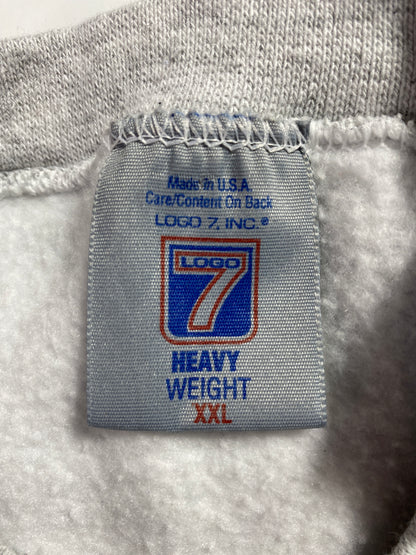 Made in U.S.A.
Care/Content On Back
LOGO 7, INC.®
LOGO
7
HEAVY
WEIGHT
XXL